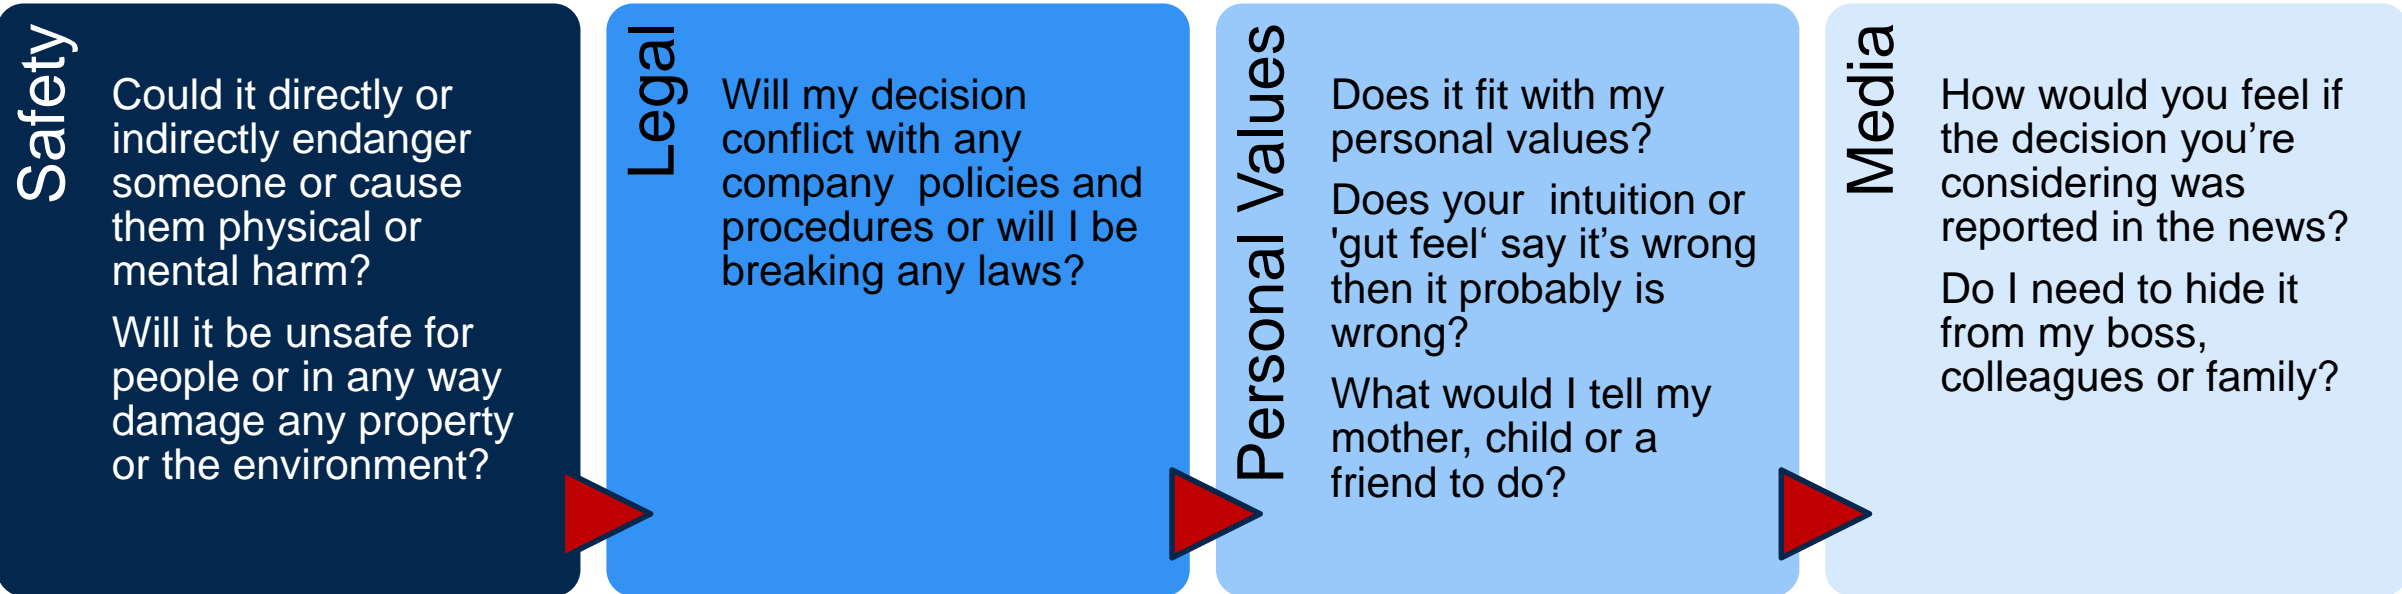 Safety
Could it directly or
indirectly endanger
someone or cause
them physical or
mental harm?
Will it be unsafe for
people or in any way
damage any property
or the environment?
Legal
Will my decision
conflict with any
company  policies and
procedures or will I be
breaking any laws?
Personal Values
Does it fit with my
personal values?
Does your  intuition or
'gut feel‘ say it’s wrong
then it probably is
wrong?
What would I tell my
mother, child or a
friend to do?
Media
How would you feel if
the decision you’re
considering was
reported in the news?
Do I need to hide it
from my boss,
colleagues or family?